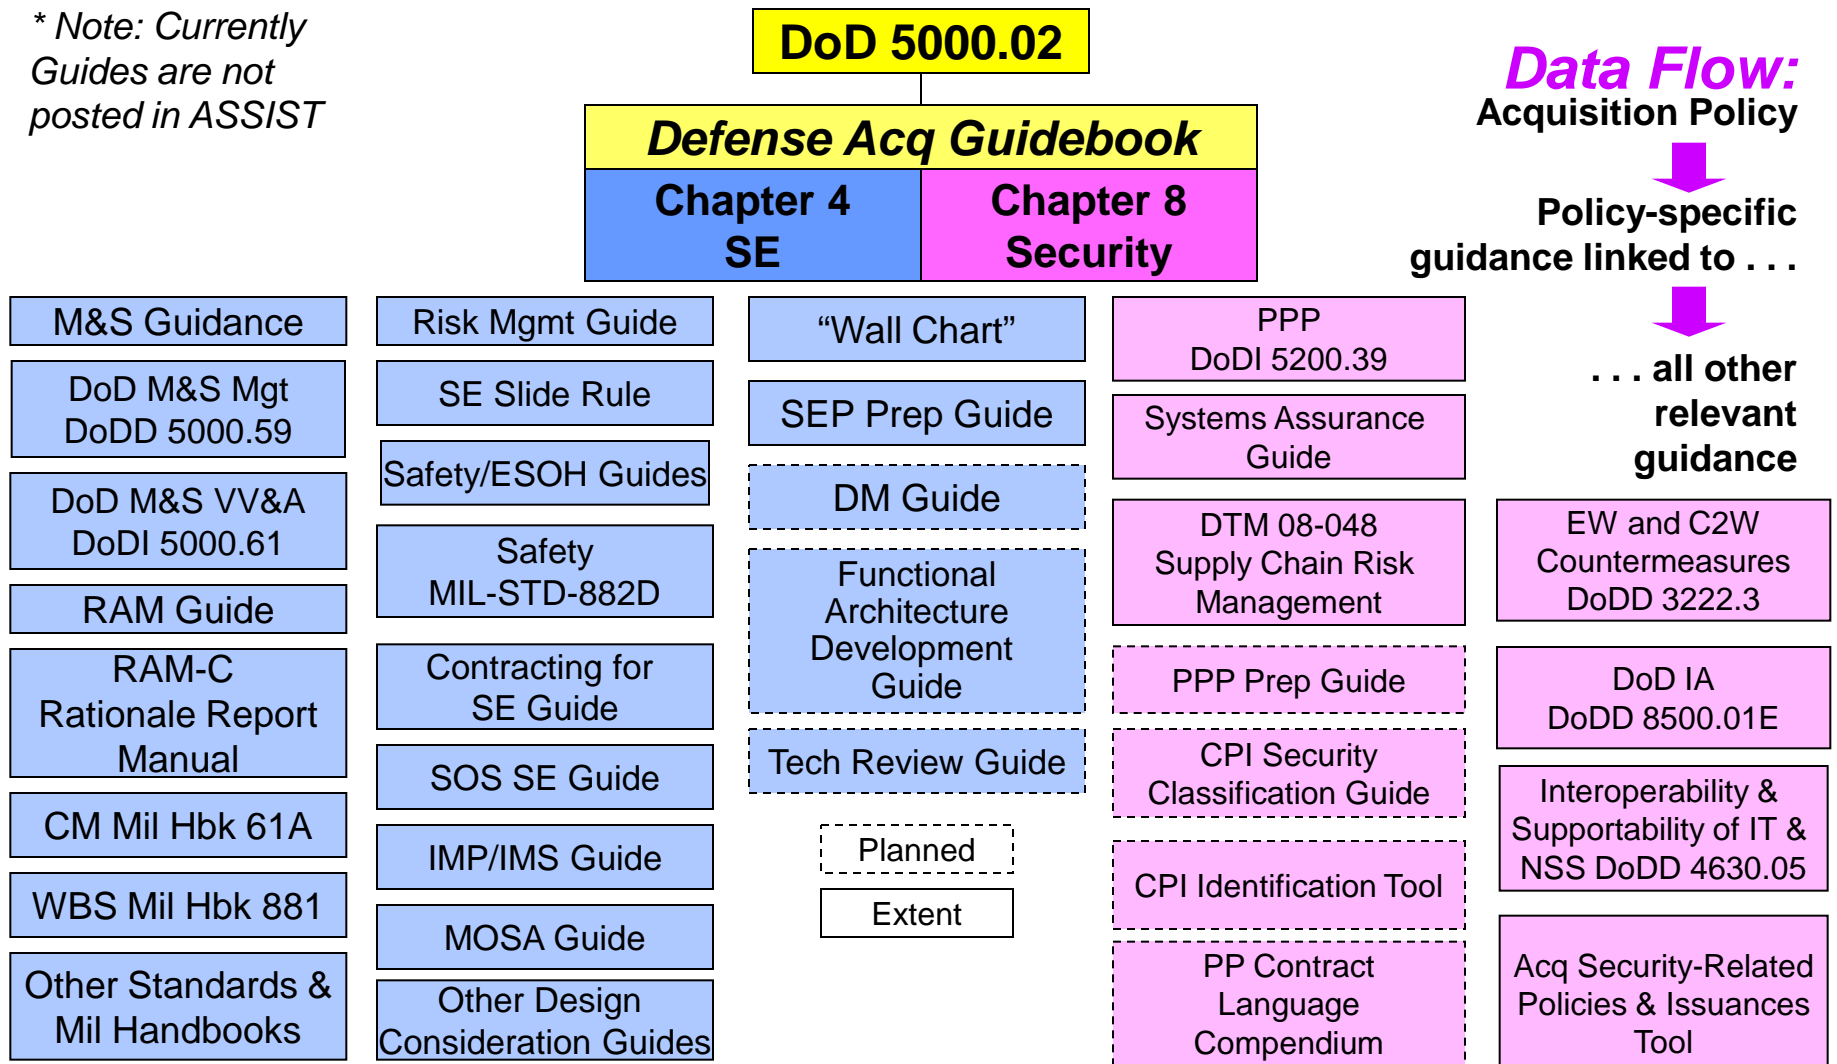 * Note: Currently
Guides are not
posted in ASSIST
DoD 5000.02
Defense Acq Guidebook
Chapter 4
SE
Chapter 8
Security
Data Flow:
Acquisition Policy
Policy-specific
guidance linked to . . .
. . . all other
relevant
guidance
M&S Guidance
DoD M&S Mgt
DoDD 5000.59
DoD M&S VV&A
DoDI 5000.61
RAM Guide
RAM-C
Rationale Report
Manual
CM Mil Hbk 61A
WBS Mil Hbk 881
Other Standards &
Mil Handbooks
Risk Mgmt Guide
SE Slide Rule
Safety/ESOH Guides
Safety
MIL-STD-882D
Contracting for
SE Guide
SOS SE Guide
IMP/IMS Guide
MOSA Guide
Other Design
Consideration Guides
“Wall Chart”
SEP Prep Guide
DM Guide
Functional
Architecture
Development
Guide
Tech Review Guide
Planned
Extent
PPP
DoDI 5200.39
Systems Assurance
Guide
DTM 08-048
Supply Chain Risk
Management
PPP Prep Guide
CPI Security
Classification Guide
CPI Identification Tool
PP Contract
Language
Compendium
EW and C2W
Countermeasures
DoDD 3222.3
DoD IA
DoDD 8500.01E
Interoperability &
Supportability of IT &
NSS DoDD 4630.05
Acq Security-Related
Policies & Issuances
Tool